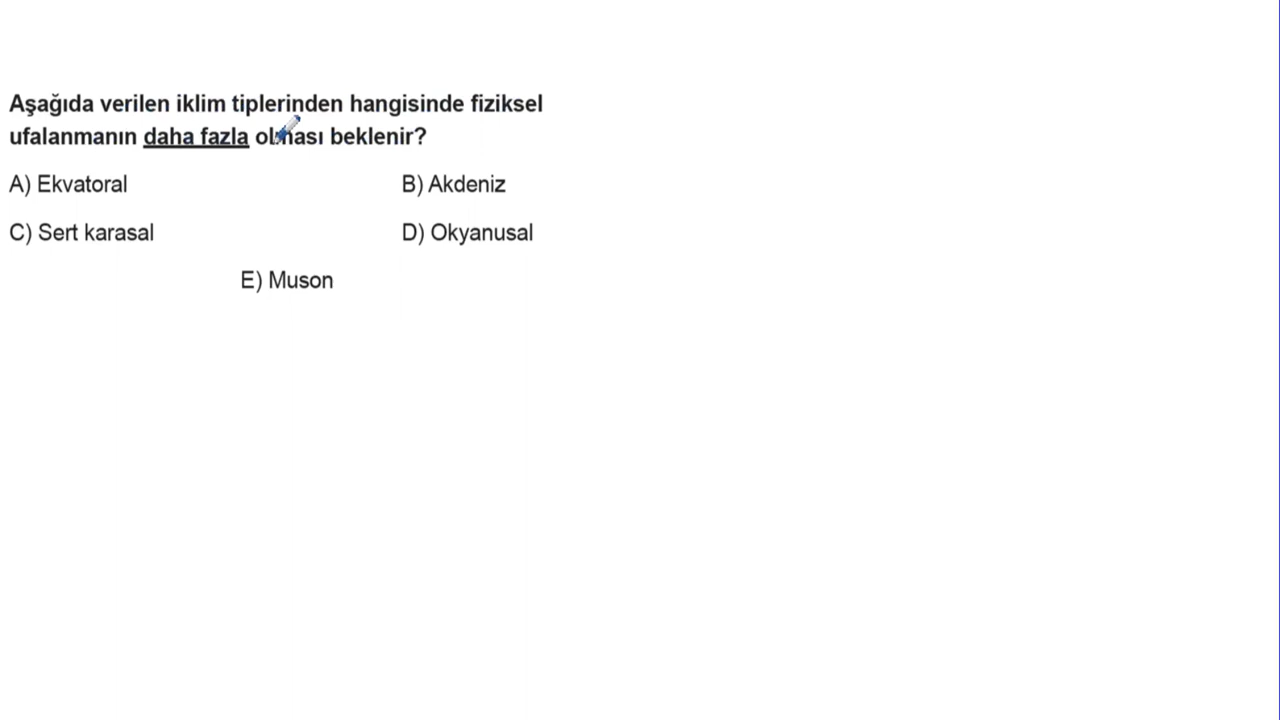 Aşağıda verilen iklim tiplerinden hangisinde fiziksel
ufalanmanın daha fazla olması beklenir?
A) Ekvatoral B) Akdeniz
C) Sert karasal D) Okyanusal
E) Muson